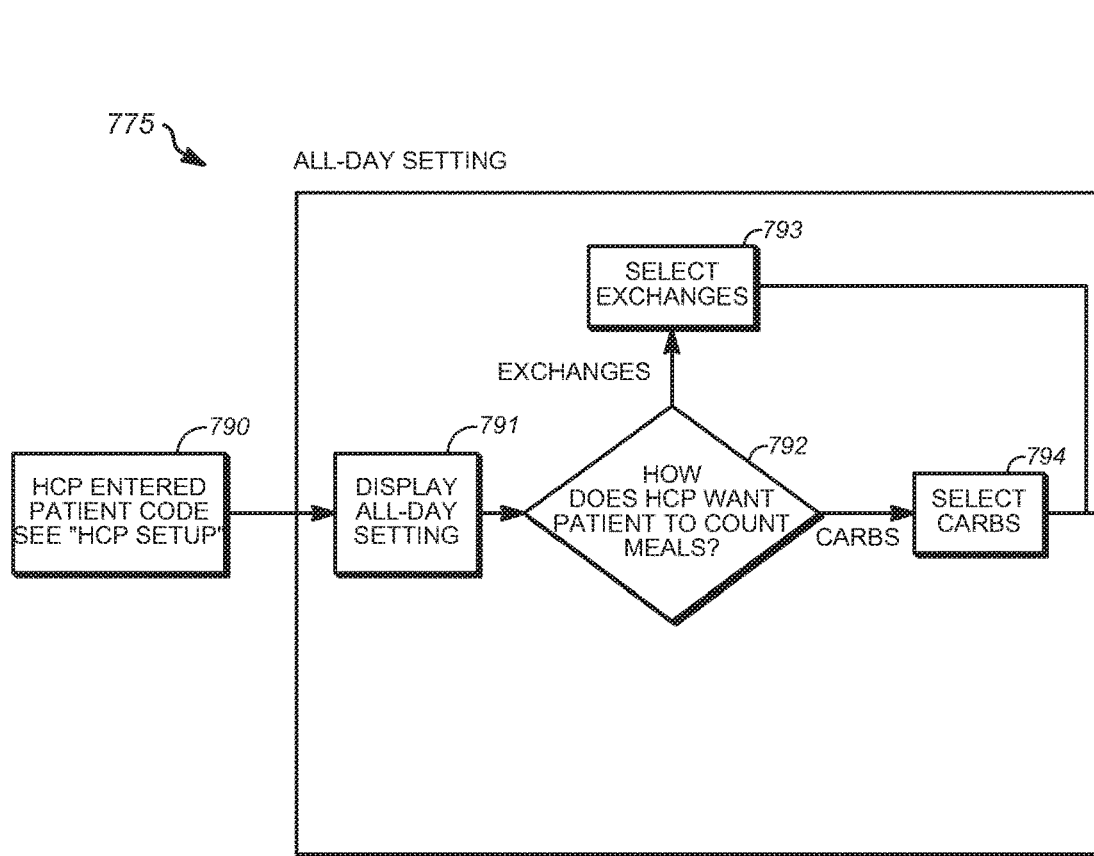 775
ALL-DAY SETTING
793
SELECT
EXCHANGES
EXCHANGES
790
HCP ENTERED
PATIENT CODE
SEE "HCP SETUP"
791
DISPLAY
ALL-DAY
SETTING
792
HOW
DOES HCP WANT
PATIENT TO COUNT
MEALS?
CARBS
794
SELECT
CARBS